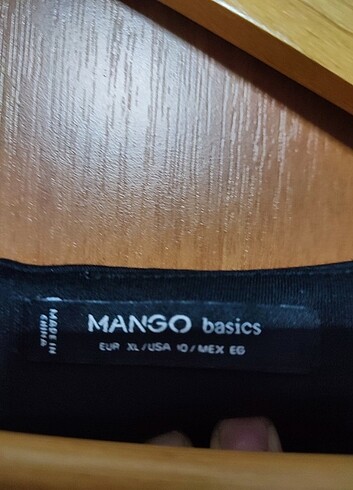 MANGO basics
EUR XL / USA 10 / MEX EG
MADE IN
CHINA